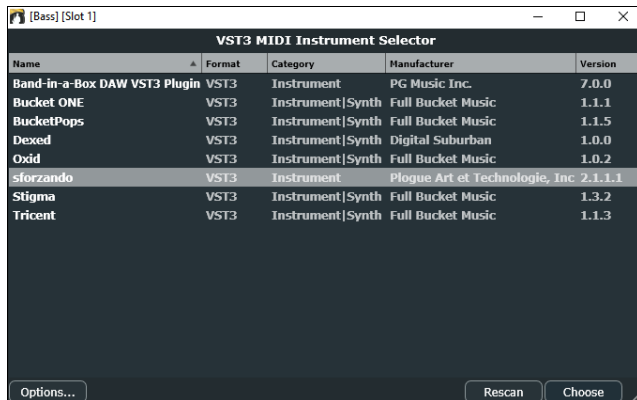 [Bass] [Slot 1]
VST3 MIDI Instrument Selector
Name Format Category Manufacturer Version
Band-in-a-Box DAW VST3 Plugin VST3 Instrument PG Music Inc. 7.0.0
Bucket ONE VST3 Instrument|Synth Full Bucket Music 1.1.1
BucketPops VST3 Instrument|Synth Full Bucket Music 1.1.5
Dexed VST3 Instrument|Synth Digital Suburban 1.0.0
Oxid VST3 Instrument|Synth Full Bucket Music 1.0.2
sforzando VST3 Instrument Plogue Art et Technologie, Inc 2.1.1.1
Stigma VST3 Instrument|Synth Full Bucket Music 1.3.2
Tricent VST3 Instrument|Synth Full Bucket Music 1.1.3
Options... Rescan Choose